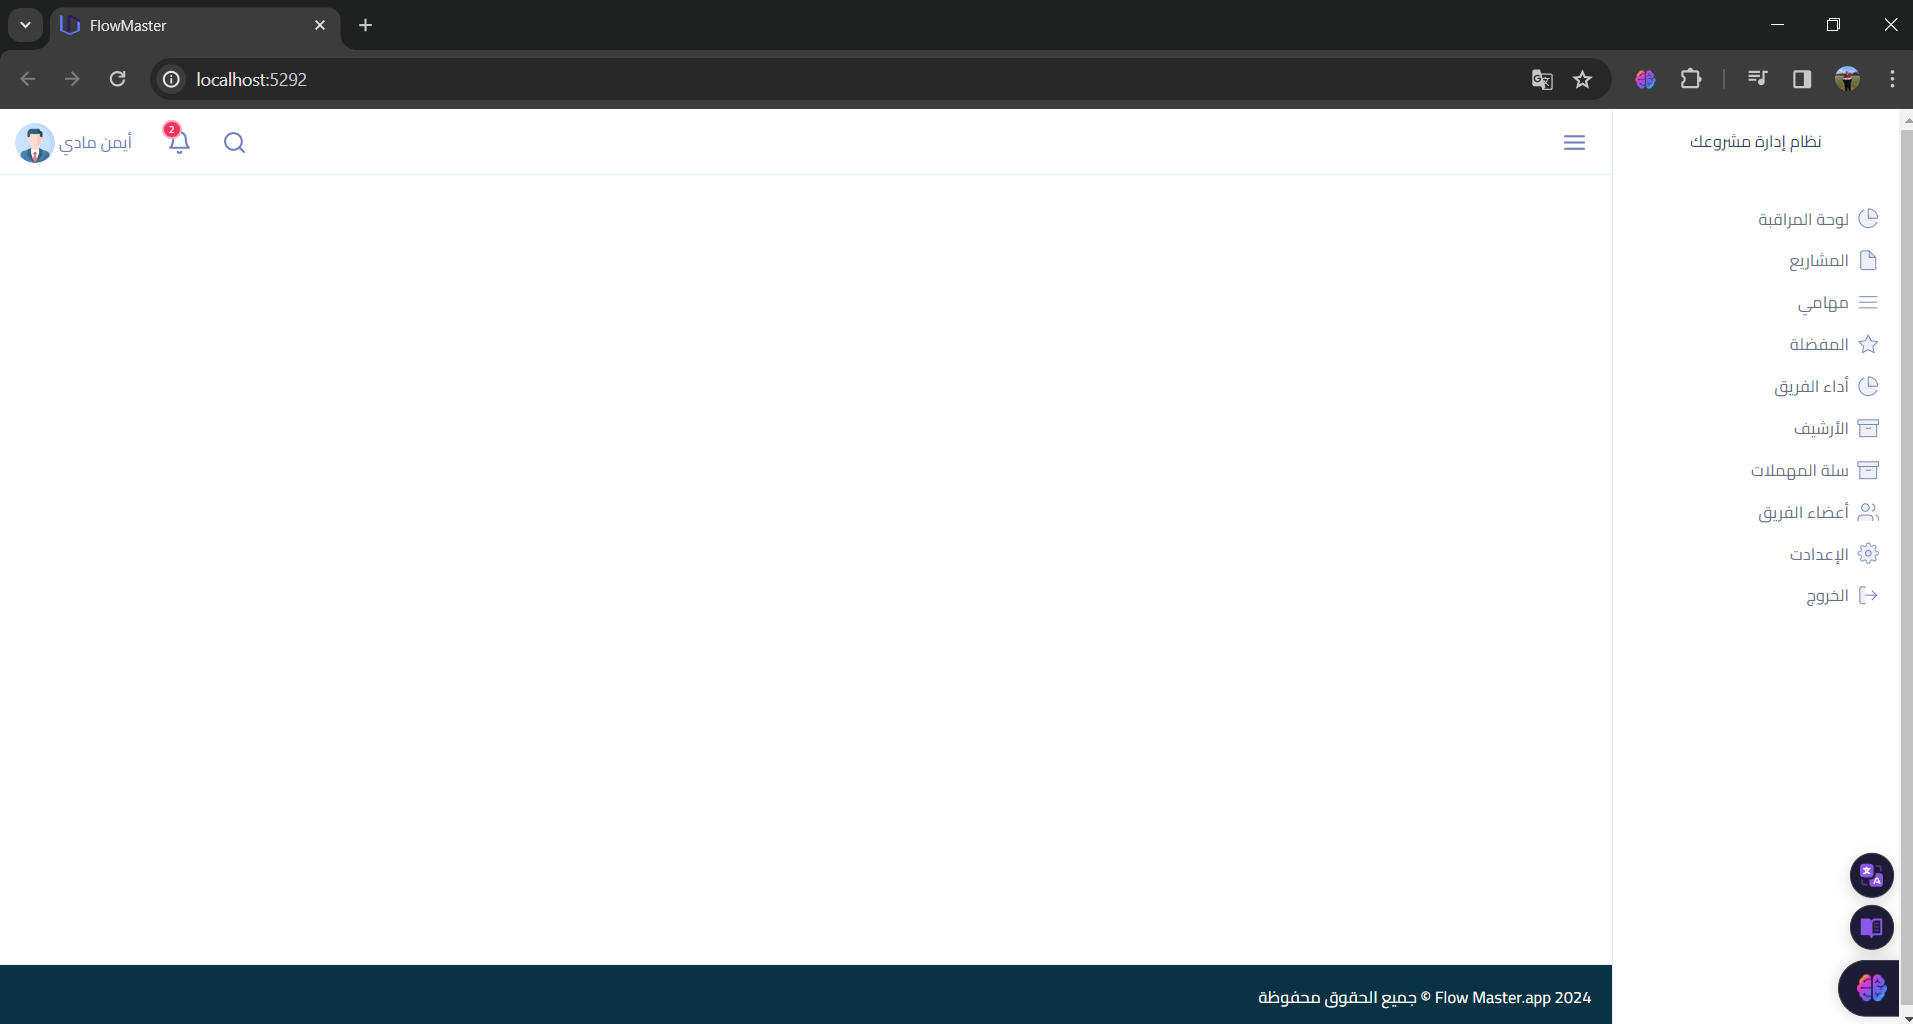 FlowMaster
localhost:5292
نظام إدارة مشروعك
أيمن مادي
2
لوحة المراقبة
المشاريع
مهامي
المفضلة
أداء الفريق
الأرشيف
سلة المهملات
أعضاء الفريق
الإعدادت
الخروج
2024 Flow Master.app © جميع الحقوق محفوظة